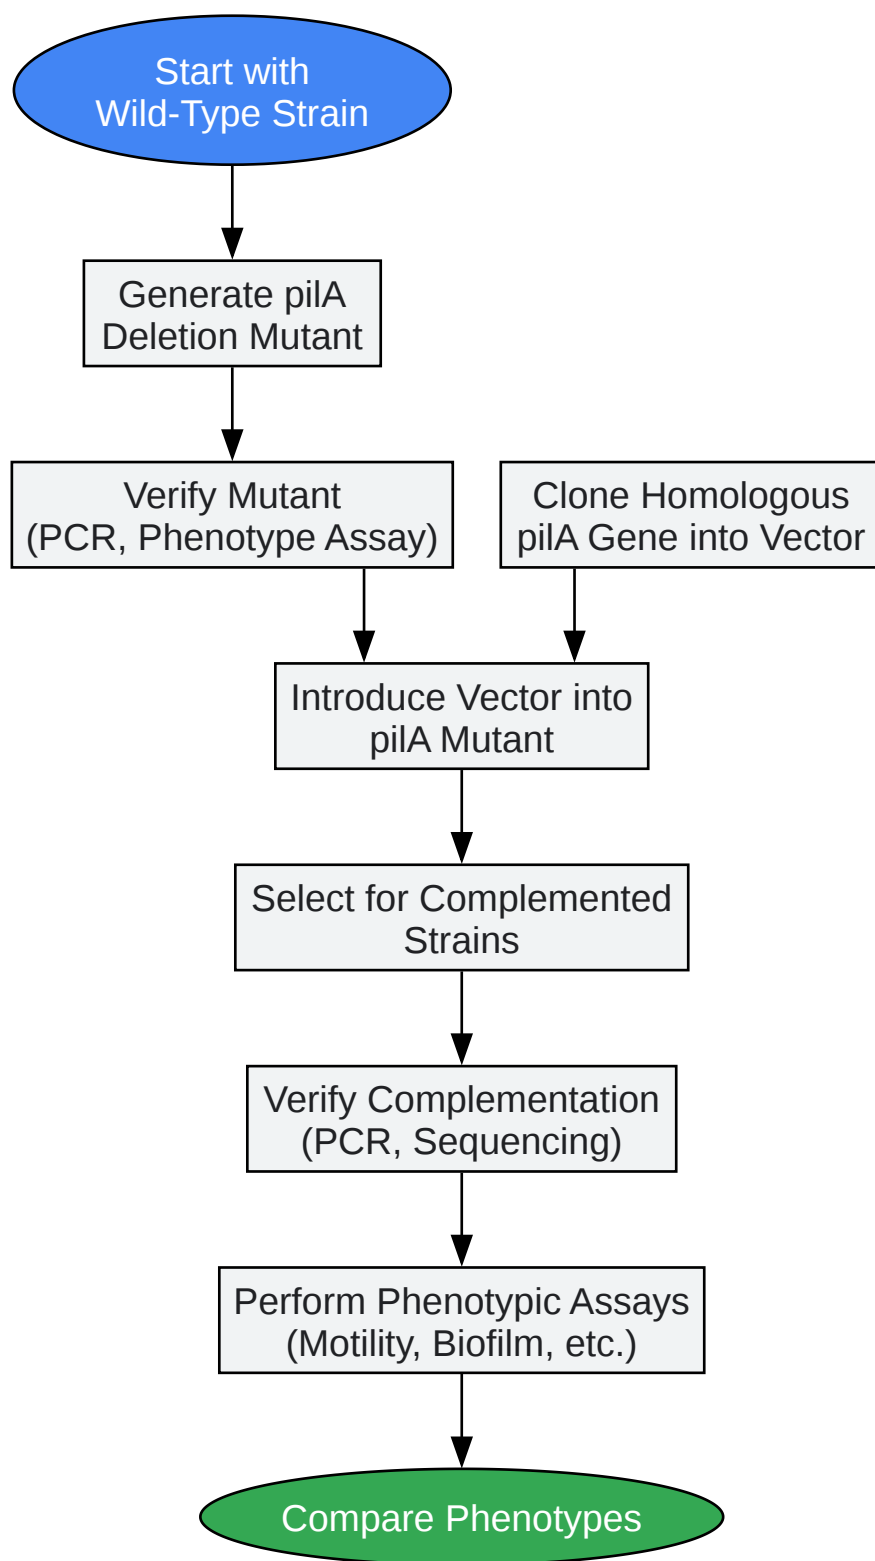 Start with
Wild-Type Strain
Generate pilA
Deletion Mutant
Verify Mutant
(PCR, Phenotype Assay)
Clone Homologous
pilA Gene into Vector
Introduce Vector into
pilA Mutant
Select for Complemented
Strains
Verify Complementation
(PCR, Sequencing)
Perform Phenotypic Assays
(Motility, Biofilm, etc.)
Compare Phenotypes